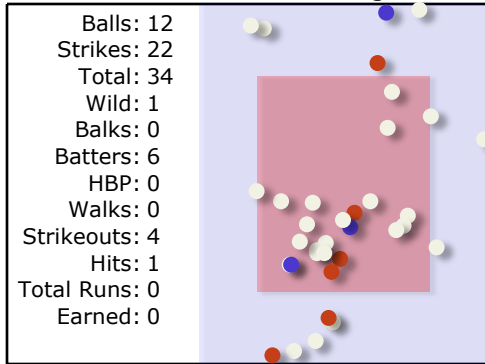 Balls: 12
Strikes: 22
Total: 34
Wild: 1
Balks: 0
Batters: 6
HBP: 0
Walks: 0
Strikeouts: 4
Hits: 1
Total Runs: 0
Earned: 0